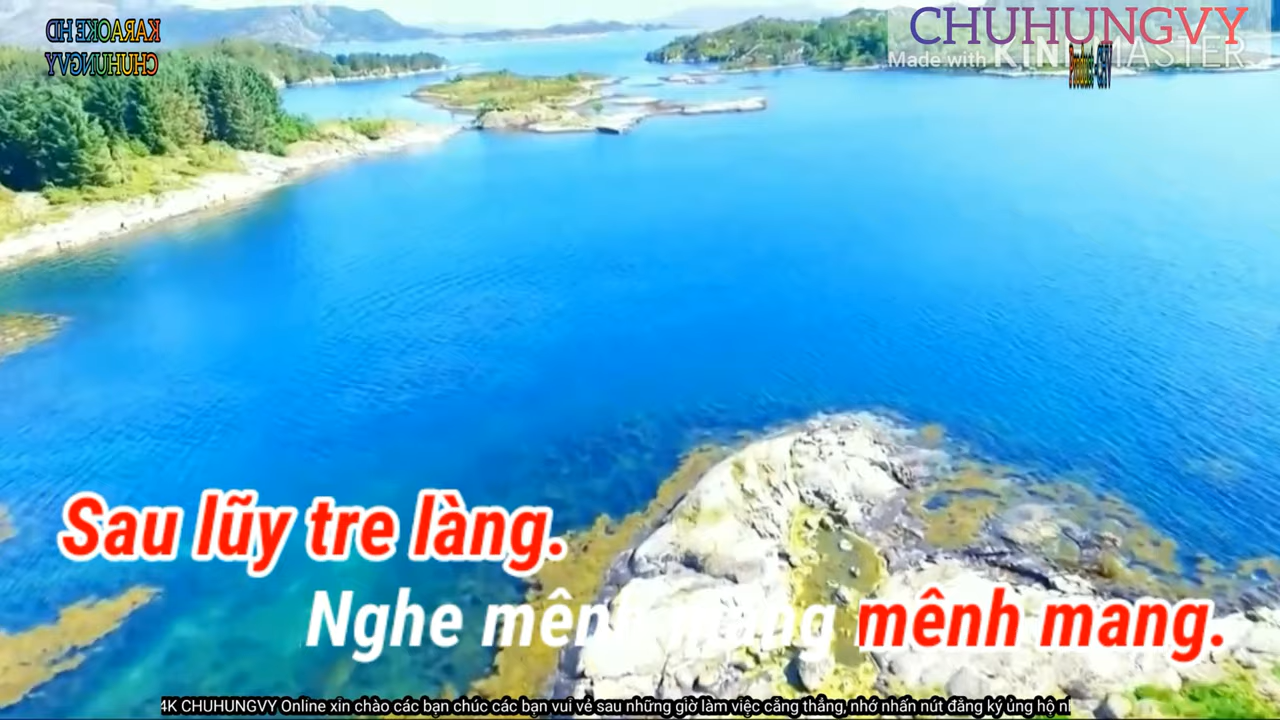 KARAOKE HD
CHUHUNGVY
CHUHUNGVY
Made with KINEMASTER
Sau lũy tre làng.
Nghe mênh mang mênh mang.
4K CHUHUNGVY Online xin chào các bạn chúc các bạn vui vẻ sau những giờ làm việc căng thẳng, nhớ nhấn nút đăng ký ủng hộ